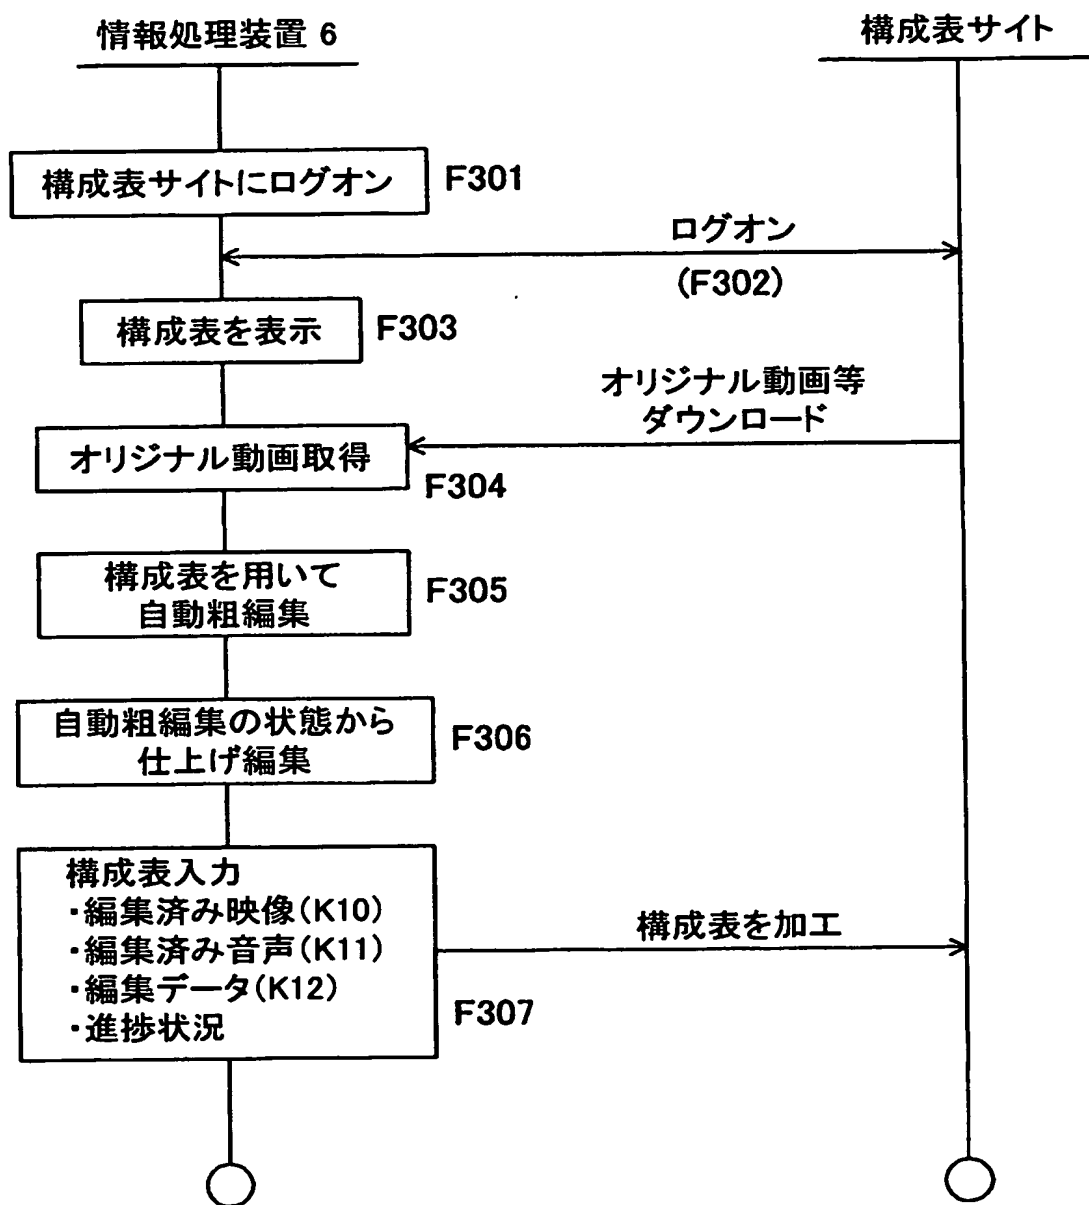 情報処理装置 6
構成表サイト
構成表サイトにログオン
F301
ログオン
(F302)
構成表を表示
F303
オリジナル動画等
ダウンロード
オリジナル動画取得
F304
構成表を用いて
自動粗編集
F305
自動粗編集の状態から
仕上げ編集
F306
構成表入力
・編集済み映像(K10)
・編集済み音声(K11)
・編集データ(K12)
・進捗状況
F307
構成表を加工